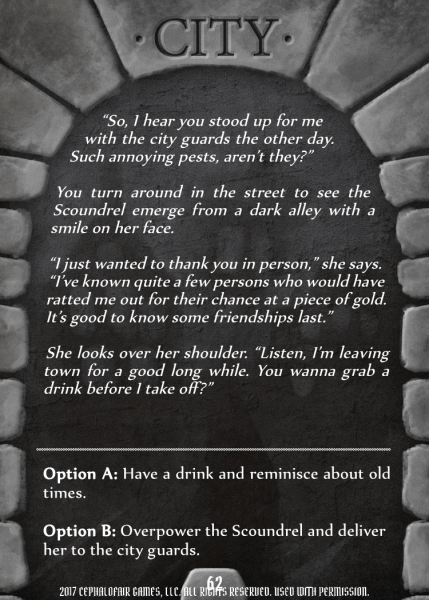 · CITY ·
“So, I hear you stood up for me
with the city guards the other day.
Such annoying pests, aren’t they?”
You turn around in the street to see the
Scoundrel emerge from a dark alley with a
smile on her face.
“I just wanted to thank you in person,” she says.
“I’ve known quite a few persons who would have
ratted me out for their chance at a piece of gold.
It’s good to know some friendships last.”
She looks over her shoulder. “Listen, I’m leaving
town for a good long while. You wanna grab a
drink before I take off?”
Option A: Have a drink and reminisce about old
times.
Option B: Overpower the Scoundrel and deliver
her to the city guards.
62
2017 CEPHALOFAIR GAMES, LLC. ALL RIGHTS RESERVED. USED WITH PERMISSION.